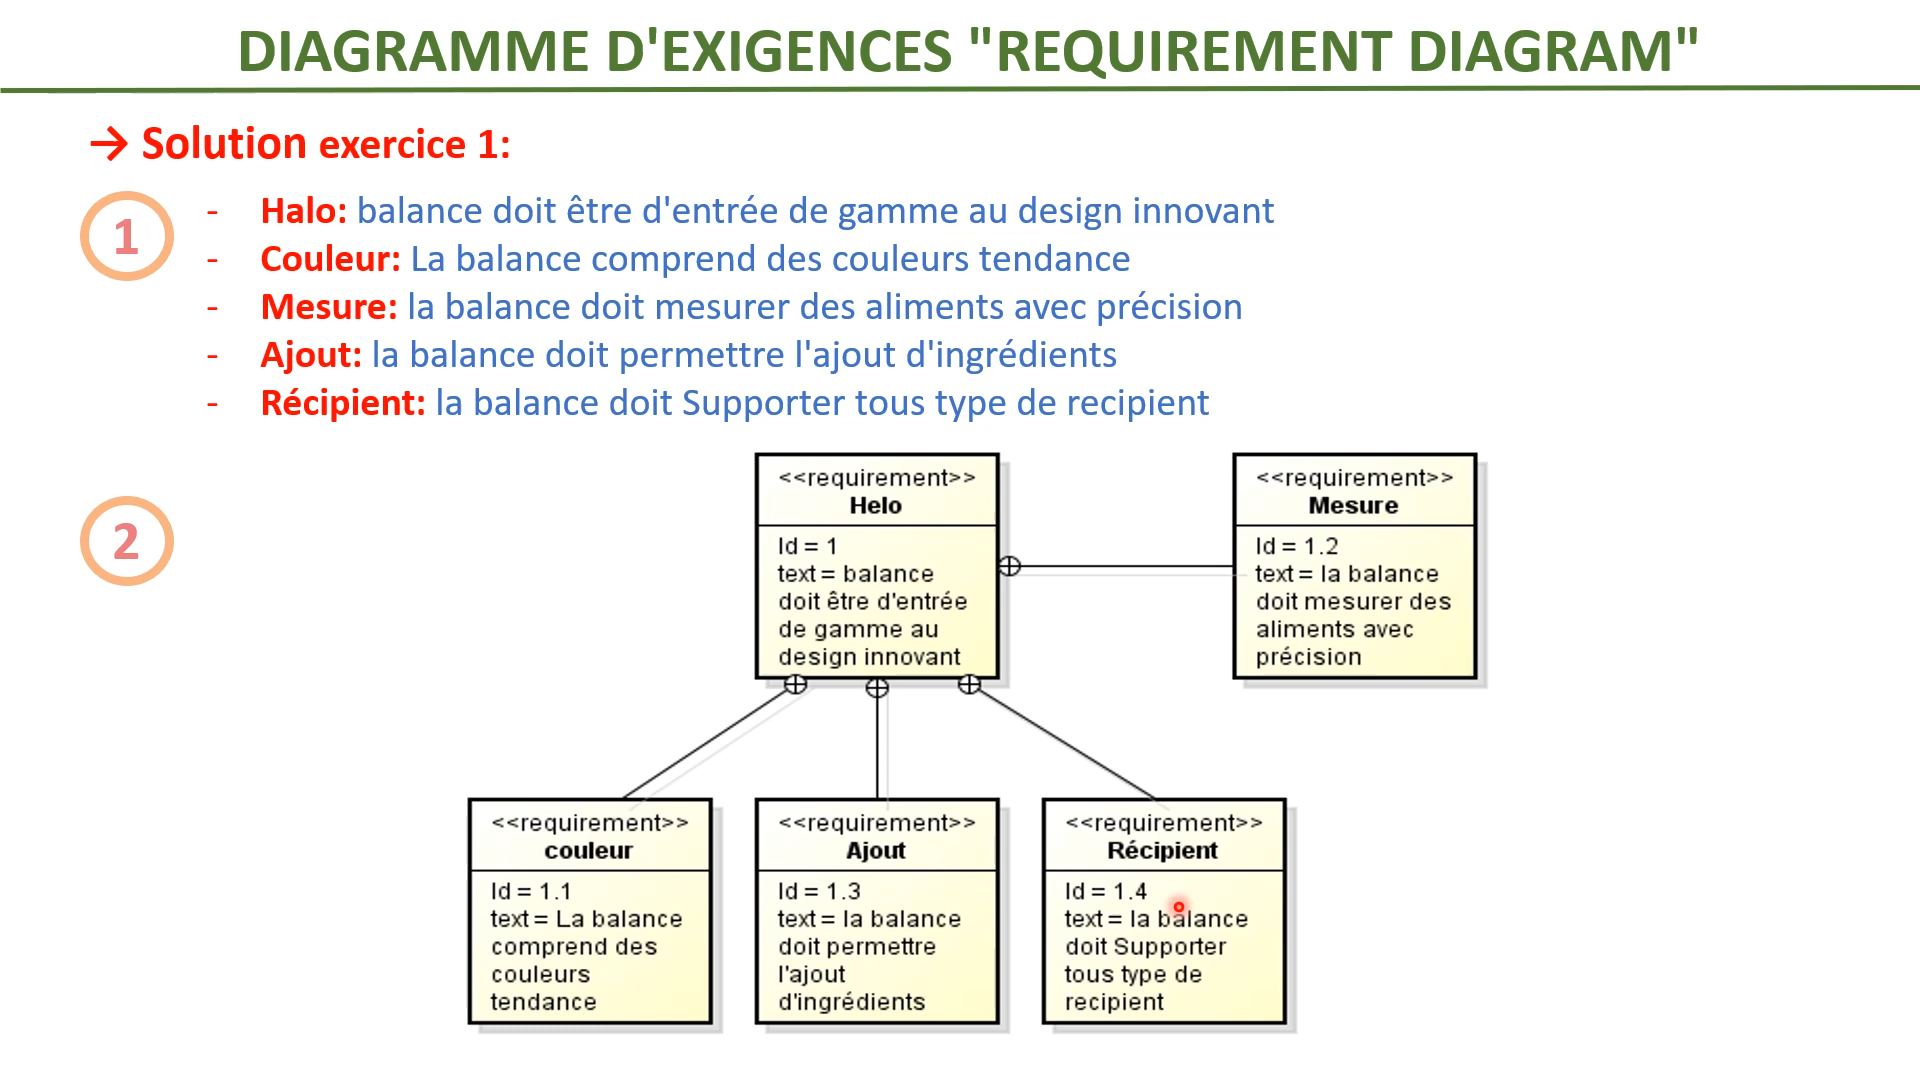 DIAGRAMME D'EXIGENCES "REQUIREMENT DIAGRAM"
→ Solution exercice 1:
1
- Halo: balance doit être d'entrée de gamme au design innovant
- Couleur: La balance comprend des couleurs tendance
- Mesure: la balance doit mesurer des aliments avec précision
- Ajout: la balance doit permettre l'ajout d'ingrédients
- Récipient: la balance doit Supporter tous type de recipient
2
<<requirement>>
Helo
Id = 1
text = balance
doit être d'entrée
de gamme au
design innovant
<<requirement>>
Mesure
Id = 1.2
text = la balance
doit mesurer des
aliments avec
précision
<<requirement>>
couleur
Id = 1.1
text = La balance
comprend des
couleurs
tendance
<<requirement>>
Ajout
Id = 1.3
text = la balance
doit permettre
l'ajout
d'ingrédients
<<requirement>>
Récipient
Id = 1.4
text = la balance
doit Supporter
tous type de
recipient